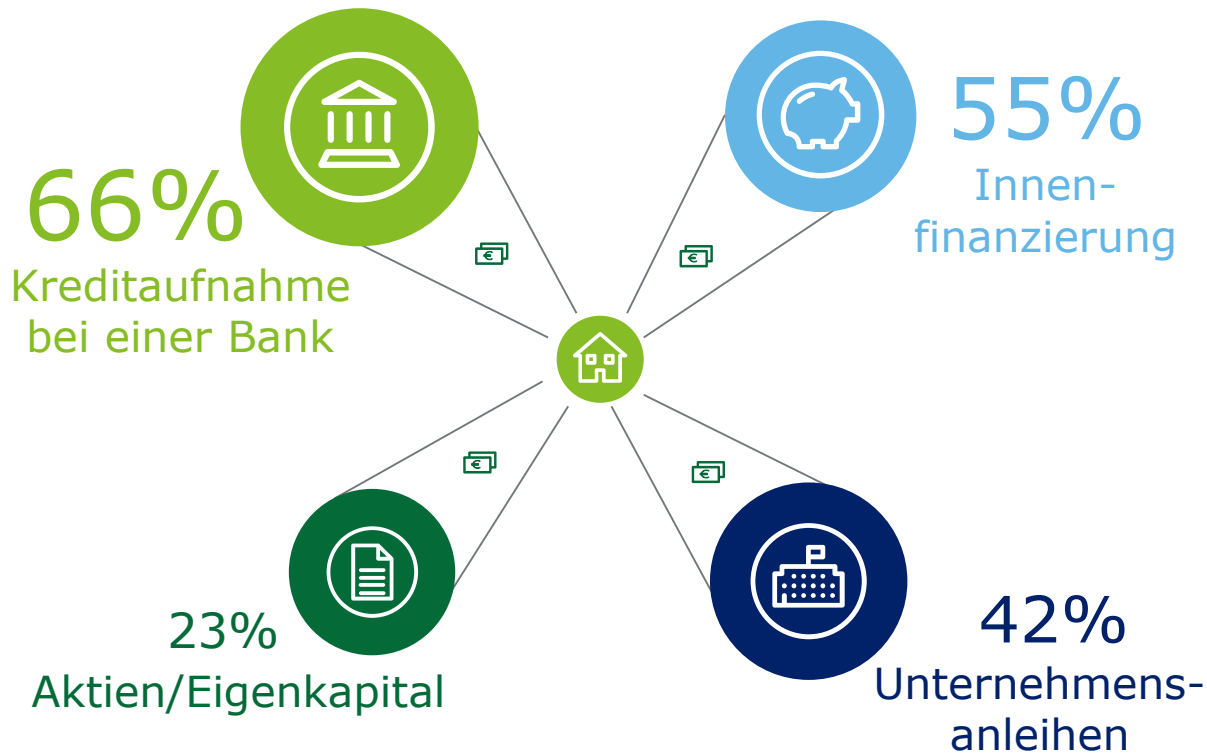 66%
Kreditaufnahme
bei einer Bank
55%
Innen-
finanzierung
23%
Aktien/Eigenkapital
42%
Unternehmens-
anleihen